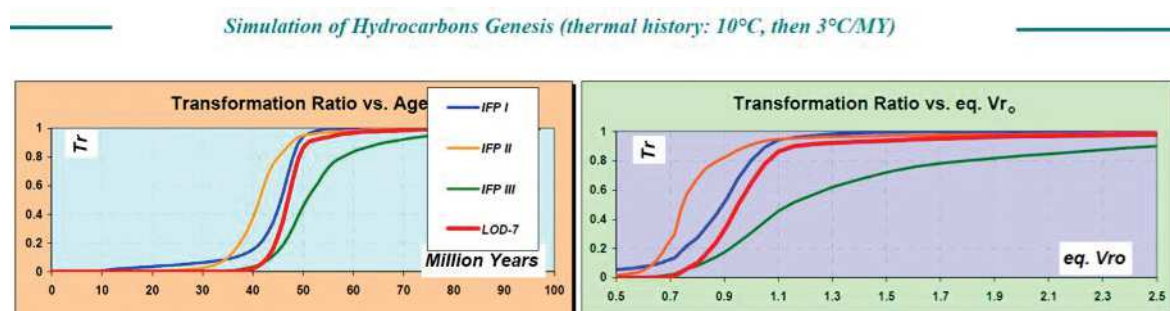 Simulation of Hydrocarbons Genesis (thermal history: 10°C, then 3°C/MY)
Transformation Ratio vs. Age
Tr
IFP I
IFP II
IFP III
LOD-7
Million Years
1
0.8
0.6
0.4
0.2
0
0 10 20 30 40 50 60 70 80 90 100
Transformation Ratio vs. eq. Vro
Tr
eq. Vro
1
0.8
0.6
0.4
0.2
0
0.5 0.7 0.9 1.1 1.3 1.5 1.7 1.9 2.1 2.3 2.5